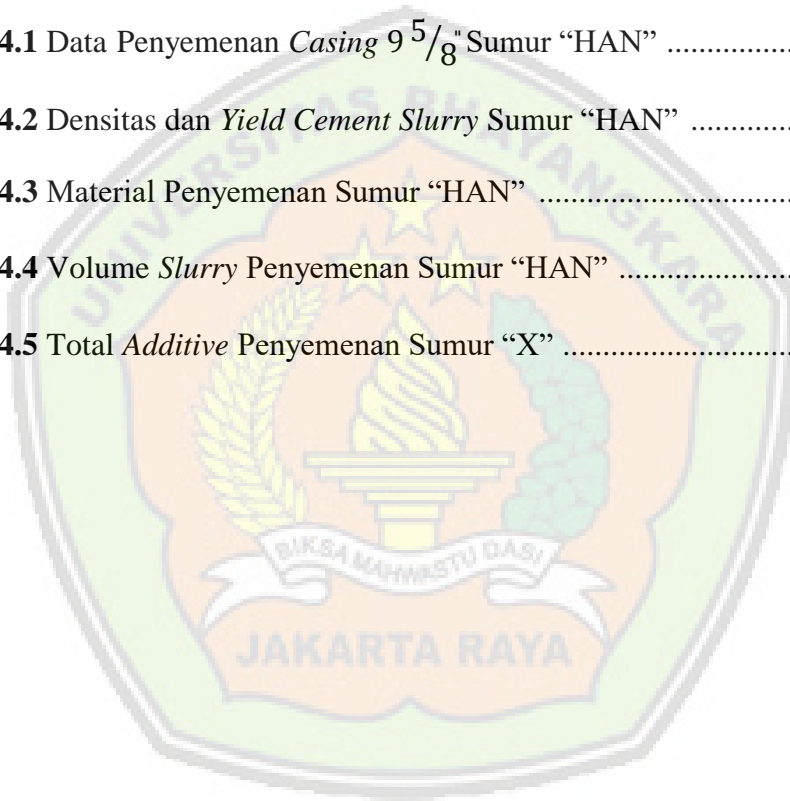 4.1 Data Penyemenan Casing 9 5/8" Sumur “HAN” ................
4.2 Densitas dan Yield Cement Slurry Sumur “HAN” .............
4.3 Material Penyemenan Sumur “HAN” ................................
4.4 Volume Slurry Penyemenan Sumur “HAN” ......................
4.5 Total Additive Penyemenan Sumur “X” .............................
UNIVERSITAS BHAYANGKARA
BIKSA MAHWASTU DASI
JAKARTA RAYA